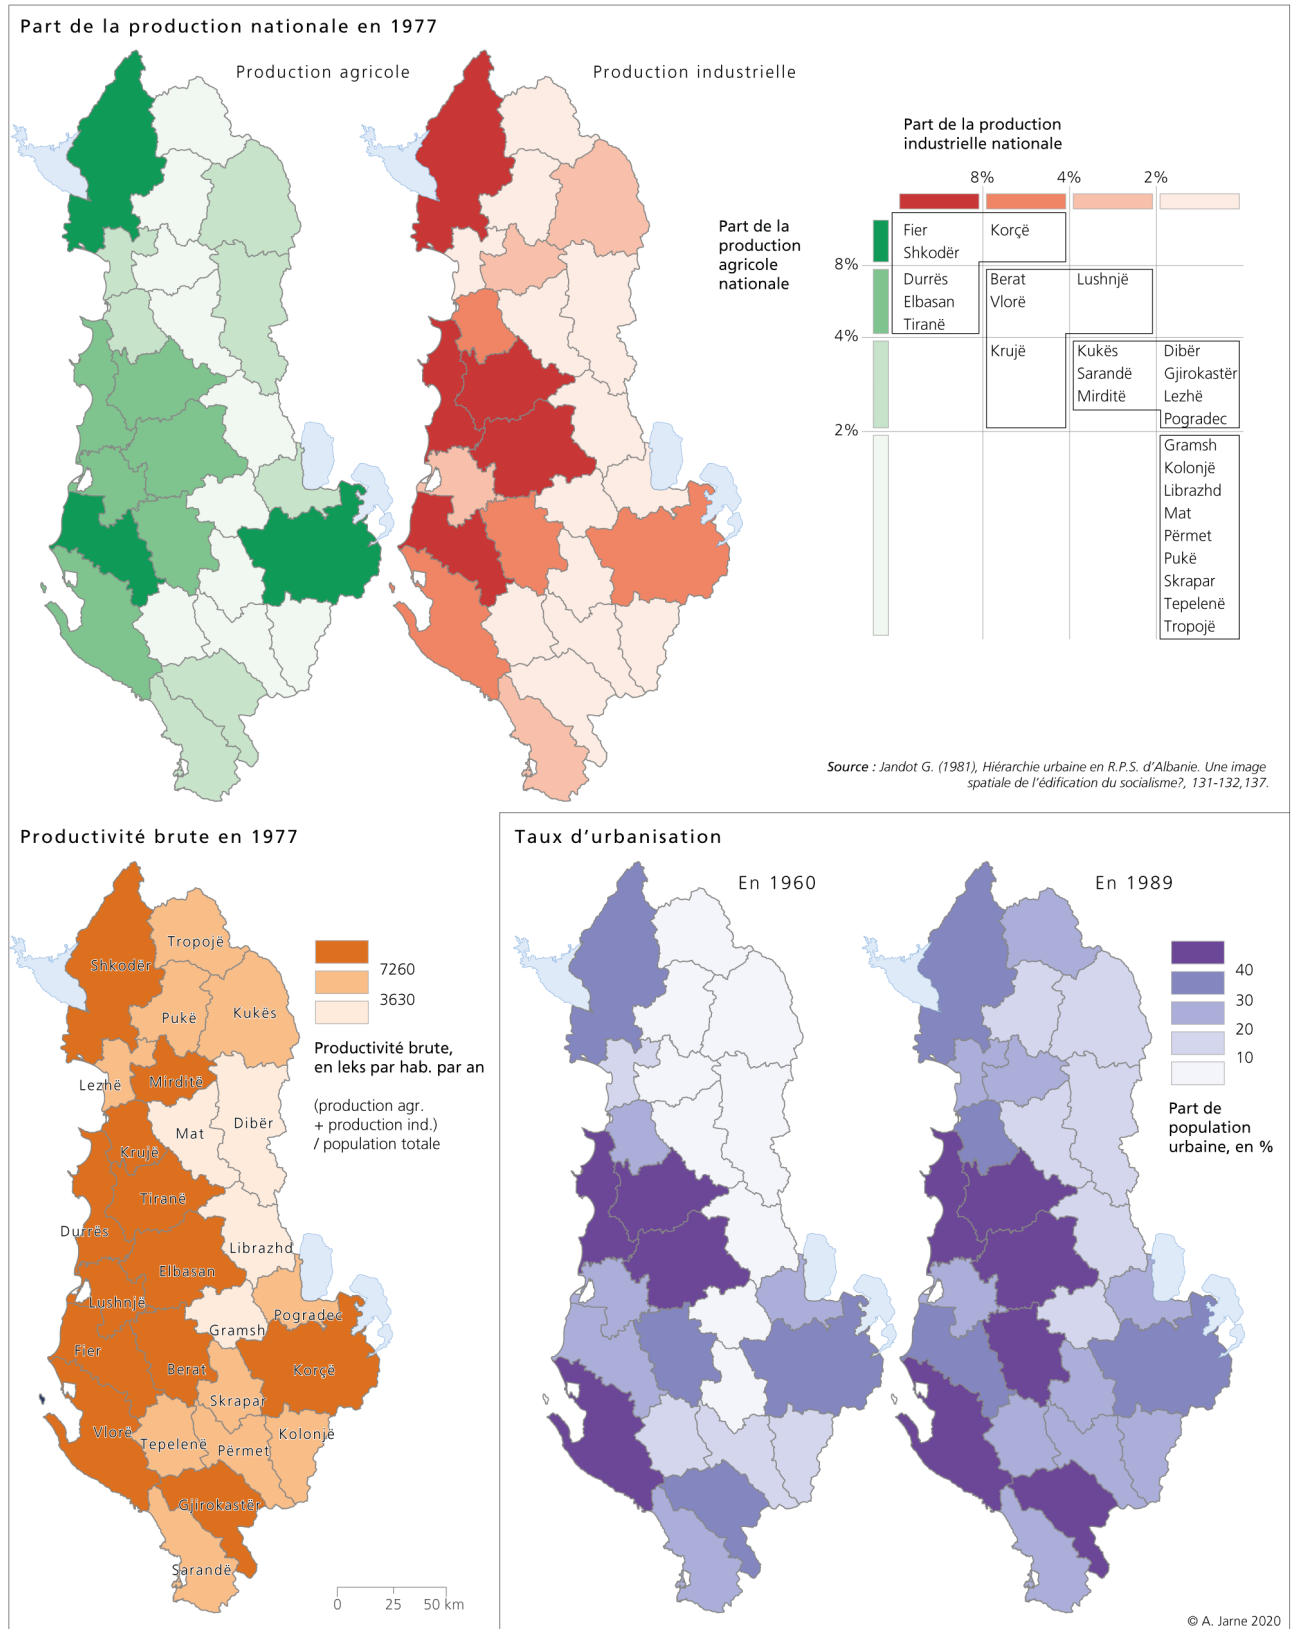 Part de la production nationale en 1977
Production agricole
Production industrielle
Part de la production
industrielle nationale
8%
4%
2%
Part de la
production
agricole
nationale
Fier
Shkodër
Korçë
8%
Durrës
Elbasan
Tiranë
Berat
Vlorë
Lushnjë
4%
Krujë
Kukës
Sarandë
Mirditë
Dibër
Gjirokastër
Lezhë
Pogradec
2%
Gramsh
Kolonjë
Librazhd
Mat
Përmet
Pukë
Skrapar
Tepelenë
Tropojë
Source : Jandot G. (1981), Hiérarchie urbaine en R.P.S. d’Albanie. Une image
spatiale de l’édification du socialisme?, 131-132,137.
Productivité brute en 1977
Tropojë
Shkodër
Pukë
Kukës
Lezhë
Mirditë
Mat
Dibër
Krujë
Tiranë
Durrës
Librazhd
Elbasan
Lushnjë
Pogradec
Gramsh
Fier
Berat
Korçë
Skrapar
Vlorë
Tepelenë
Përmet
Kolonjë
Gjirokastër
Sarandë
7260
3630
Productivité brute,
en leks par hab. par an
(production agr.
+ production ind.)
/ population totale
0 25 50 km
Taux d’urbanisation
En 1960
En 1989
40
30
20
10
Part de
population
urbaine, en %
© A. Jarne 2020